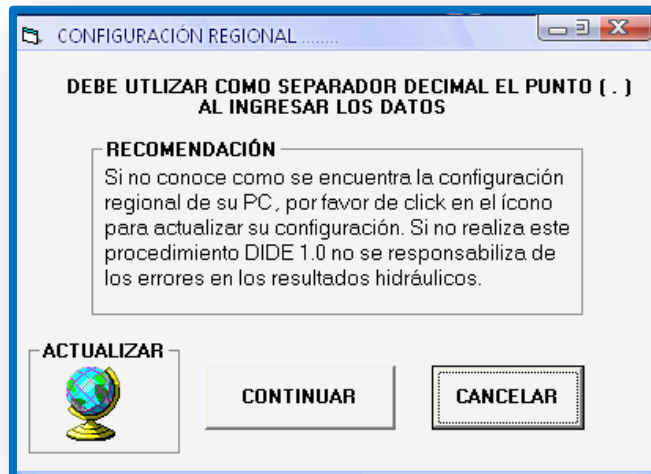 CONFIGURACIÓN REGIONAL ........
DEBE UTLIZAR COMO SEPARADOR DECIMAL EL PUNTO ( . )
AL INGRESAR LOS DATOS
RECOMENDACIÓN
Si no conoce como se encuentra la configuración
regional de su PC, por favor de click en el ícono
para actualizar su configuración. Si no realiza este
procedimiento DIDE 1.0 no se responsabiliza de
los errores en los resultados hidráulicos.
ACTUALIZAR
CONTINUAR
CANCELAR